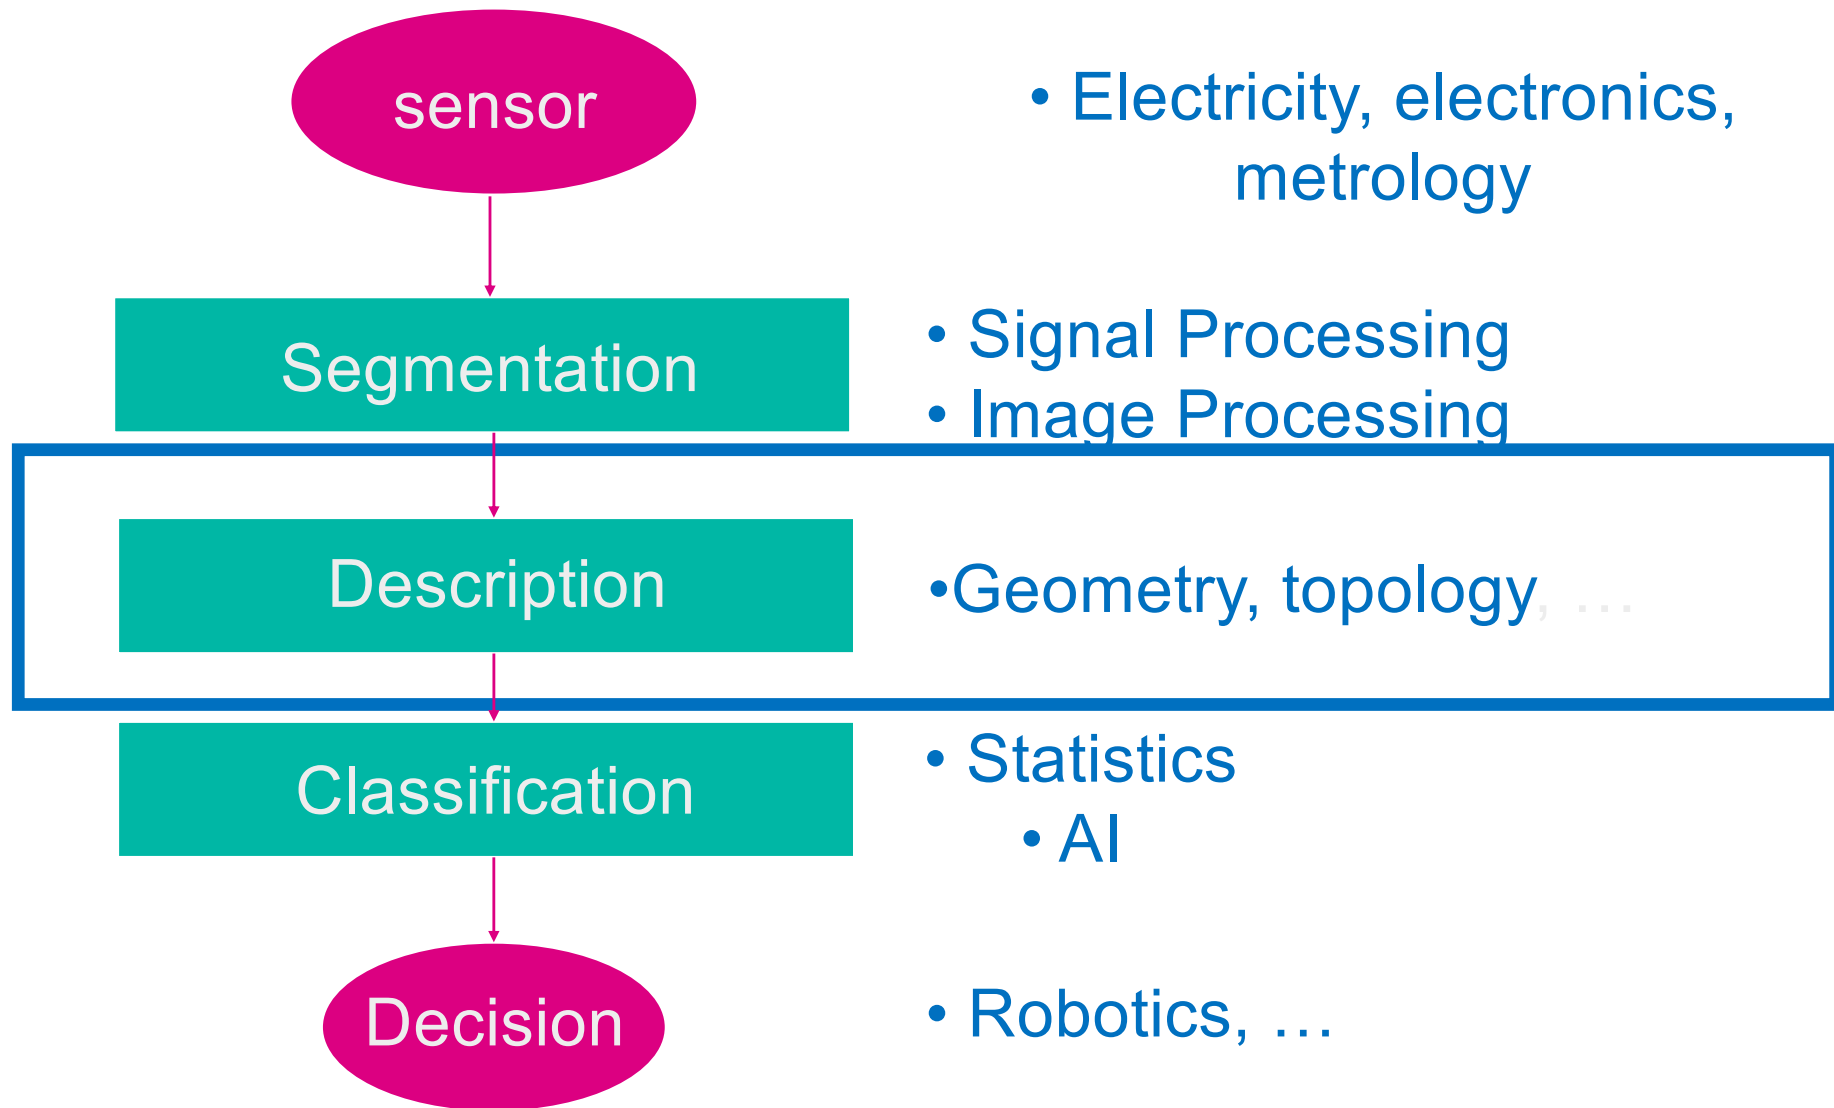 sensor
• Electricity, electronics,
metrology
Segmentation
• Signal Processing
• Image Processing
Description
•Geometry, topology, …
Classification
• Statistics
• AI
Decision
• Robotics, …